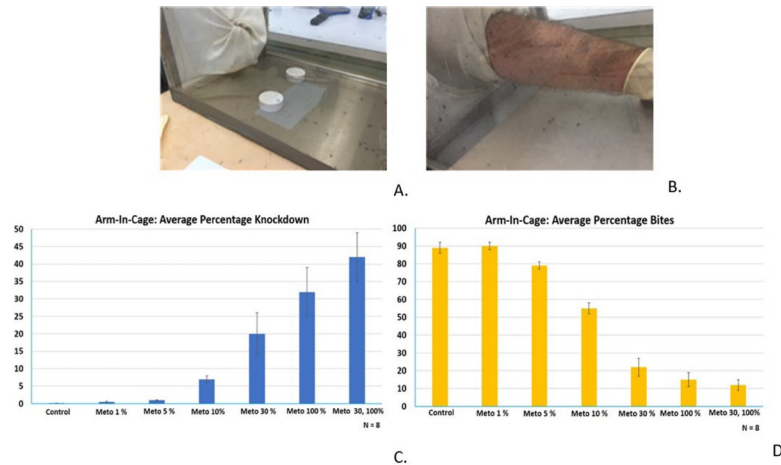 A.
B.
Arm-In-Cage: Average Percentage Knockdown
50
45
40
35
30
25
20
15
10
5
0
Control Meto 1 % Meto 5 % Meto 10% Meto 30 % Meto 100 % Meto 30, 100%
N = 8
C.
Arm-In-Cage: Average Percentage Bites
100
90
80
70
60
50
40
30
20
10
0
Control Meto 1 % Meto 5 % Meto 10 % Meto 30 % Meto 100 % Meto 30, 100%
N = 8
D